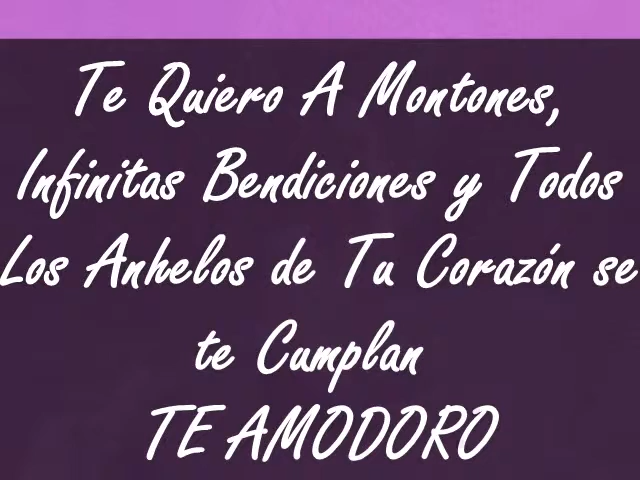 Te Quiero A Montones,
Infinitas Bendiciones y Todos
Los Anhelos de Tu Corazón se
te Cumplan
TE AMODORO